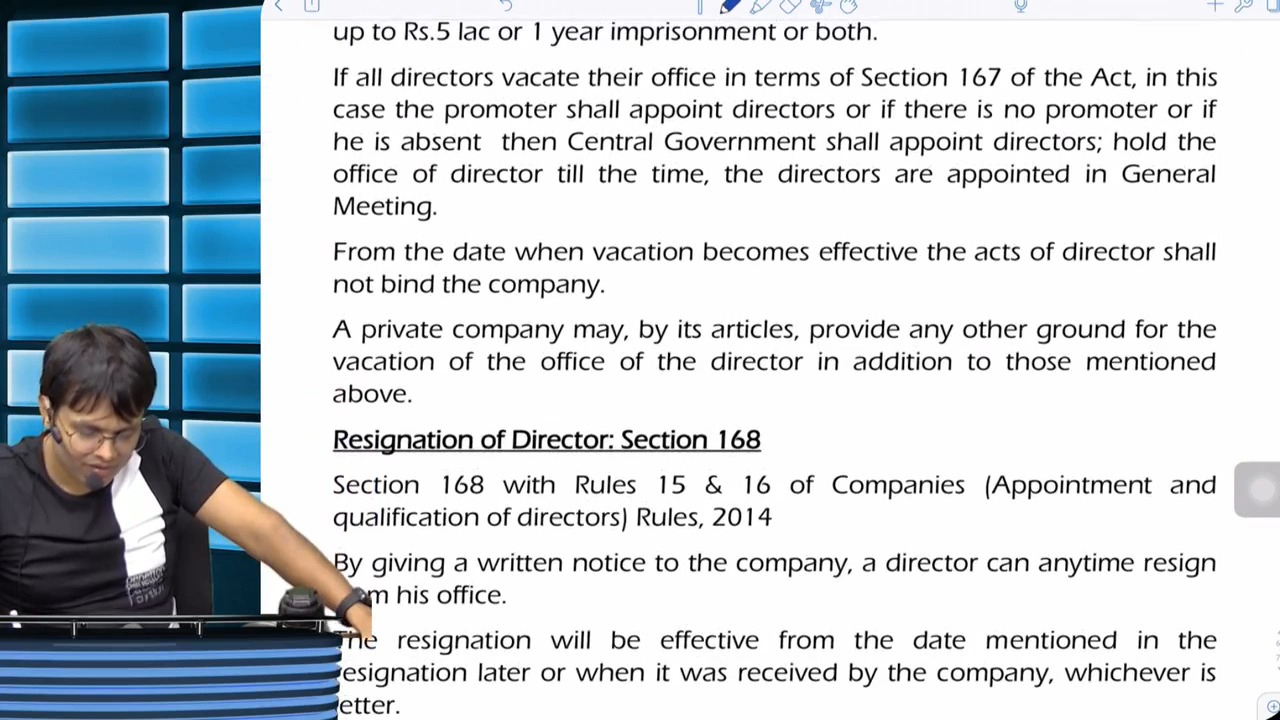 up to Rs.5 lac or 1 year imprisonment or both.
If all directors vacate their office in terms of Section 167 of the Act, in this
case the promoter shall appoint directors or if there is no promoter or if
he is absent then Central Government shall appoint directors; hold the
office of director till the time, the directors are appointed in General
Meeting.
From the date when vacation becomes effective the acts of director shall
not bind the company.
A private company may, by its articles, provide any other ground for the
vacation of the office of the director in addition to those mentioned
above.
Resignation of Director: Section 168
Section 168 with Rules 15 & 16 of Companies (Appointment and
qualification of directors) Rules, 2014
By giving a written notice to the company, a director can anytime resign
m his office.
The resignation will be effective from the date mentioned in the
esignation later or when it was received by the company, whichever is
etter.